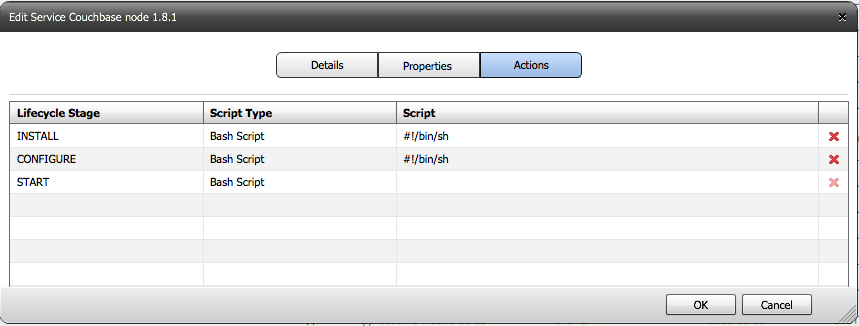 Edit Service Couchbase node 1.8.1
Details Properties Actions
Lifecycle Stage Script Type Script
INSTALL Bash Script #!/bin/sh
CONFIGURE Bash Script #!/bin/sh
START Bash Script
OK Cancel